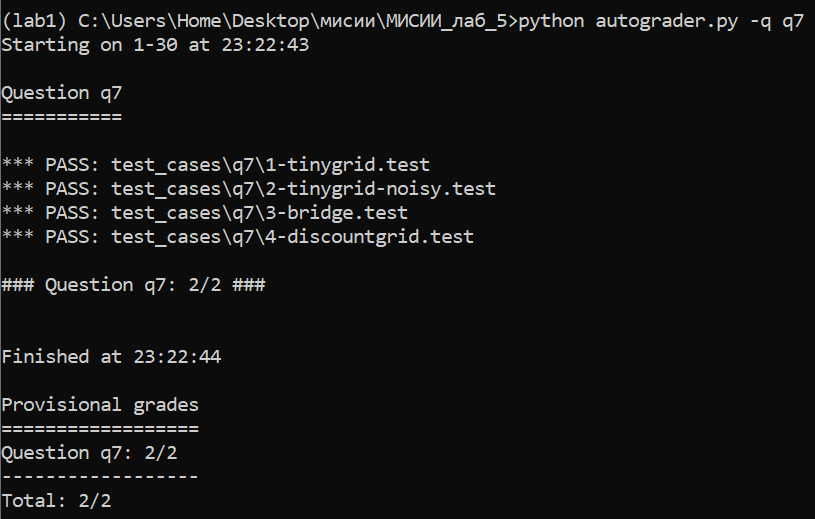 (lab1) C:\Users\Home\Desktop\мисии\МИСИИ_лаб_5>python autograder.py -q q7
Starting on 1-30 at 23:22:43
Question q7
===========
*** PASS: test_cases\q7\1-tinygrid.test
*** PASS: test_cases\q7\2-tinygrid-noisy.test
*** PASS: test_cases\q7\3-bridge.test
*** PASS: test_cases\q7\4-discountgrid.test
### Question q7: 2/2 ###
Finished at 23:22:44
Provisional grades
==================
Question q7: 2/2
------------------
Total: 2/2